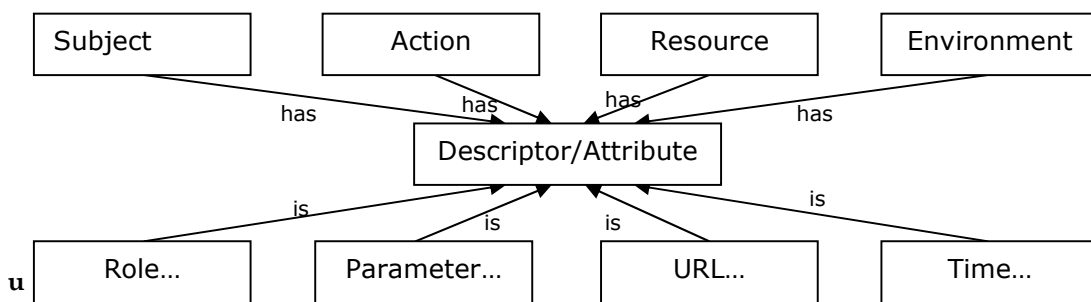 Subject Action Resource Environment
has has has has
Descriptor/Attribute
is is is is
u Role… Parameter… URL… Time…